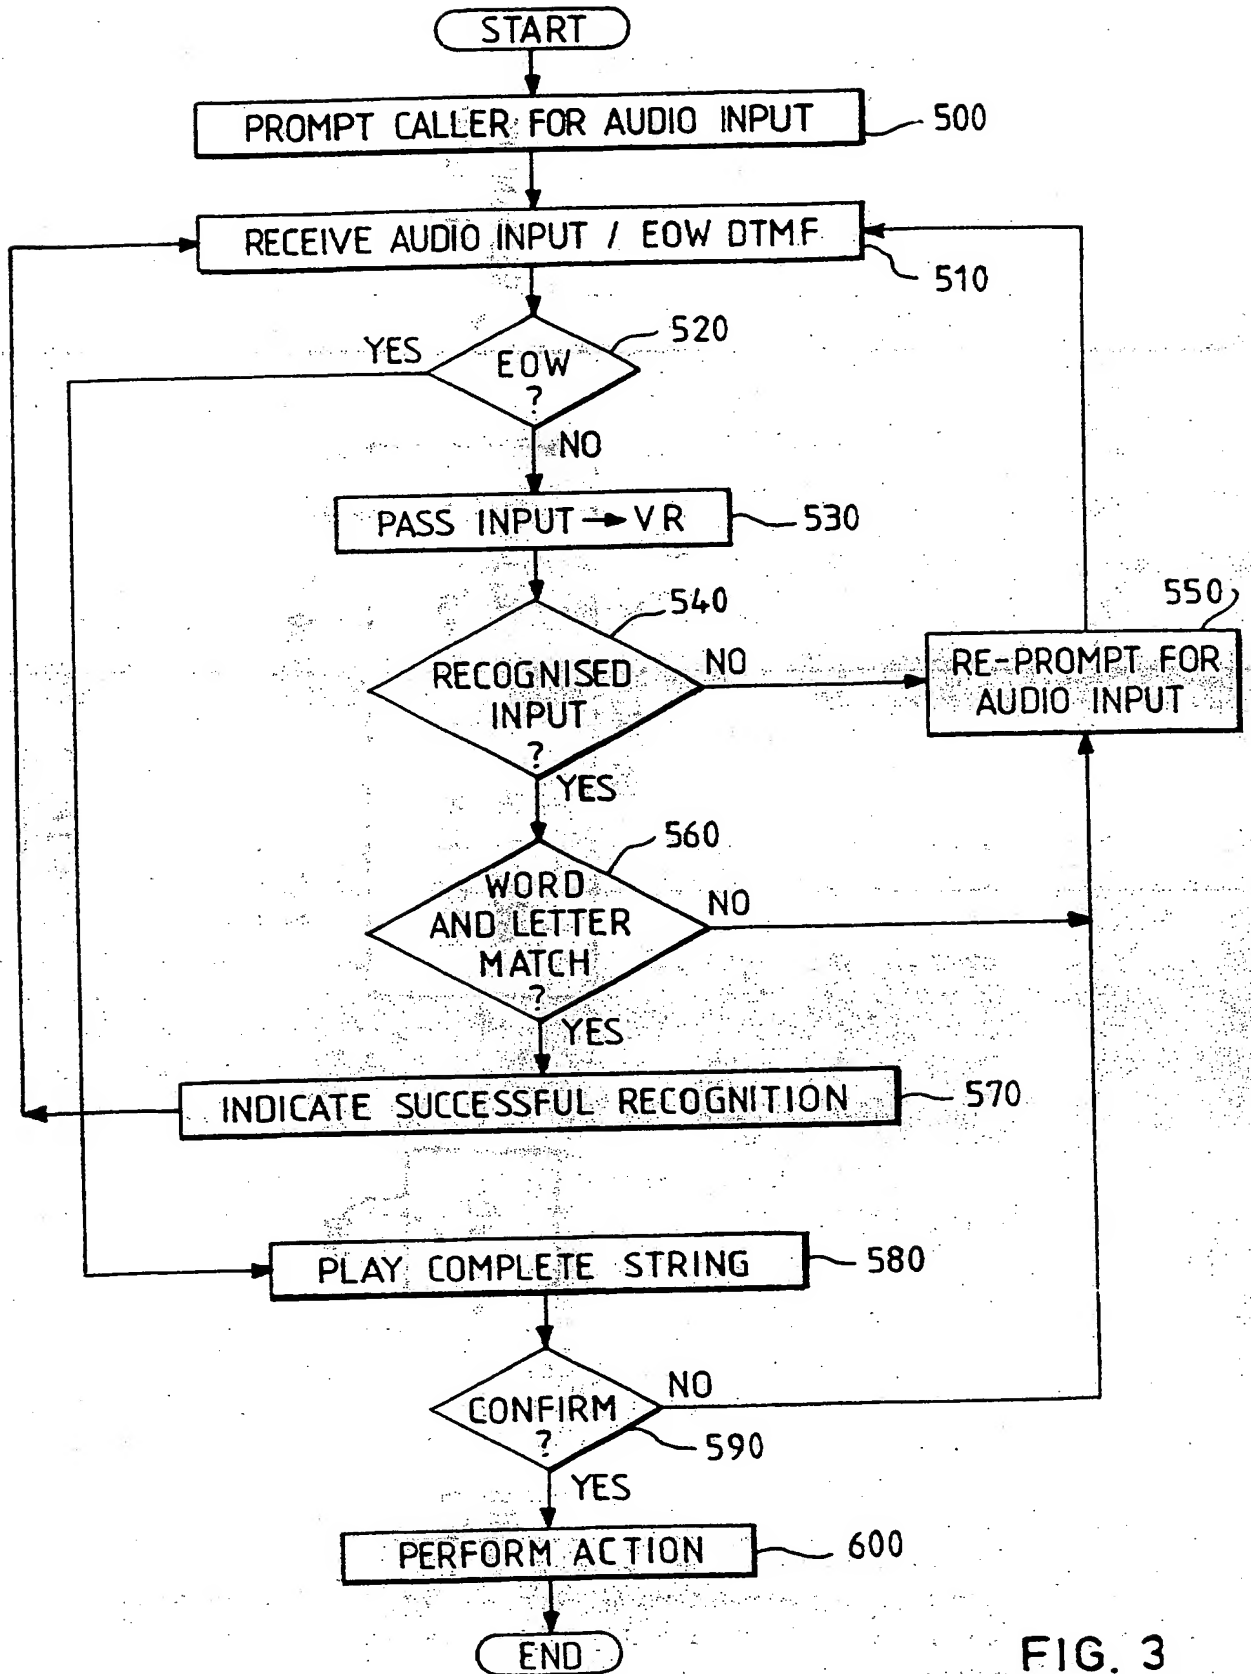 START
PROMPT CALLER FOR AUDIO INPUT
500
RECEIVE AUDIO INPUT / EOW DTMF
510
520
YES
EOW
?
NO
PASS INPUT → VR
530
540
550
RECOGNISED
INPUT
?
NO
RE-PROMPT FOR
AUDIO INPUT
YES
560
WORD
AND LETTER
MATCH
?
NO
YES
INDICATE SUCCESSFUL RECOGNITION
570
PLAY COMPLETE STRING
580
CONFIRM
?
NO
590
YES
PERFORM ACTION
600
END
FIG. 3